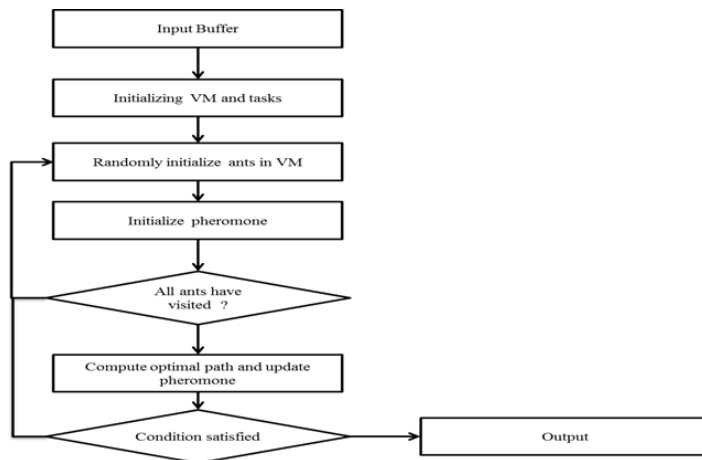 Input Buffer
Initializing VM and tasks
Randomly initialize ants in VM
Initialize pheromone
All ants have
visited ?
Compute optimal path and update
pheromone
Condition satisfied
Output